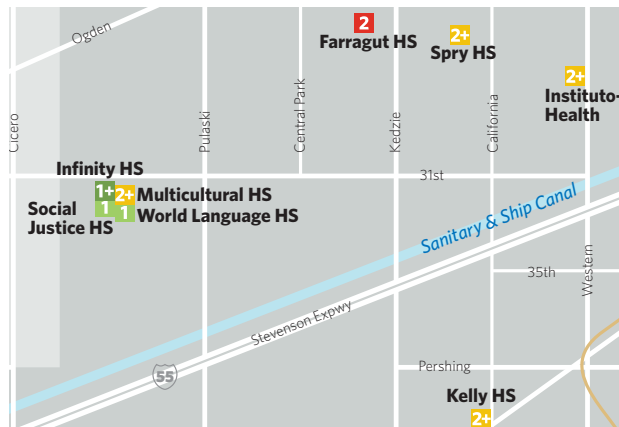 Ogden
2
Farragut HS
2+
Spry HS
2+
Instituto-
Health
Cicero
Pulaski
Central Park
Kedzie
California
Western
31st
Infinity HS
1+
2+
Multicultural HS
Social
Justice HS
1
1
World Language HS
Sanitary & Ship Canal
35th
Stevenson Expwy
55
Pershing
Kelly HS
2+